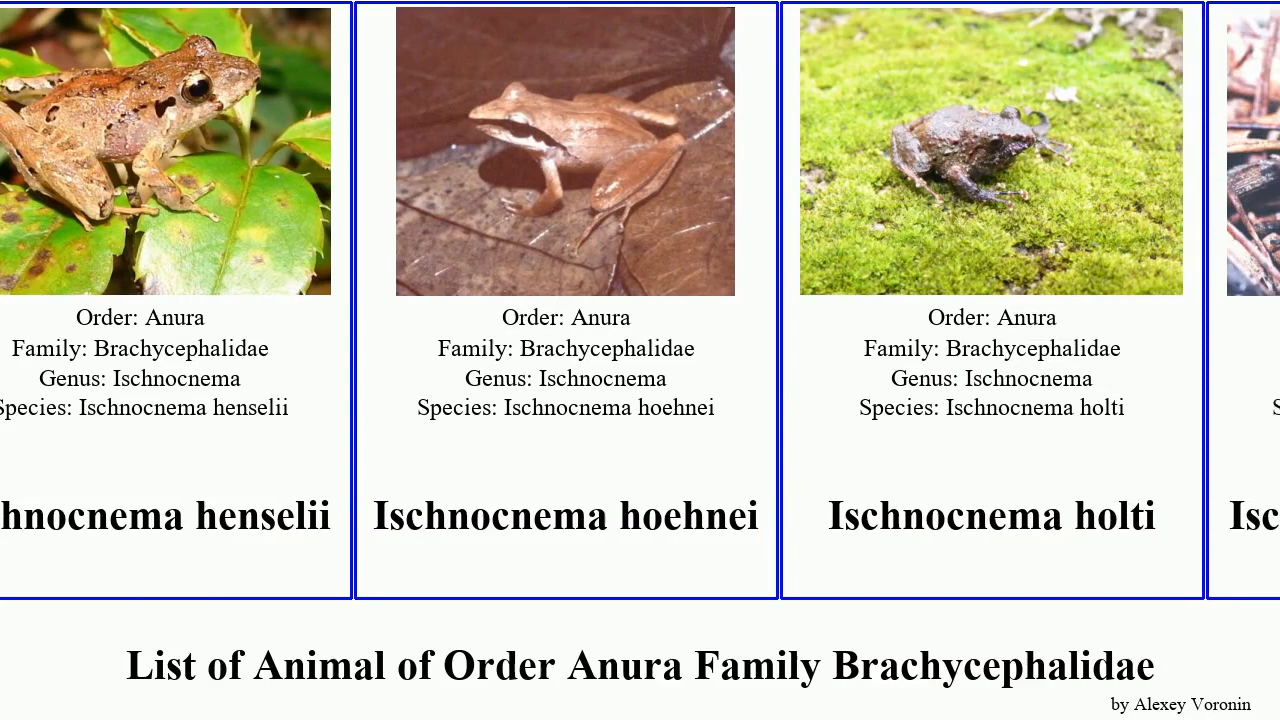 Order: Anura
Family: Brachycephalidae
Genus: Ischnocnema
Species: Ischnocnema henselii
hnocnema henselii
Order: Anura
Family: Brachycephalidae
Genus: Ischnocnema
Species: Ischnocnema hoehnei
Ischnocnema hoehnei
Order: Anura
Family: Brachycephalidae
Genus: Ischnocnema
Species: Ischnocnema holti
Ischnocnema holti
S
Isc
List of Animal of Order Anura Family Brachycephalidae
by Alexey Voronin